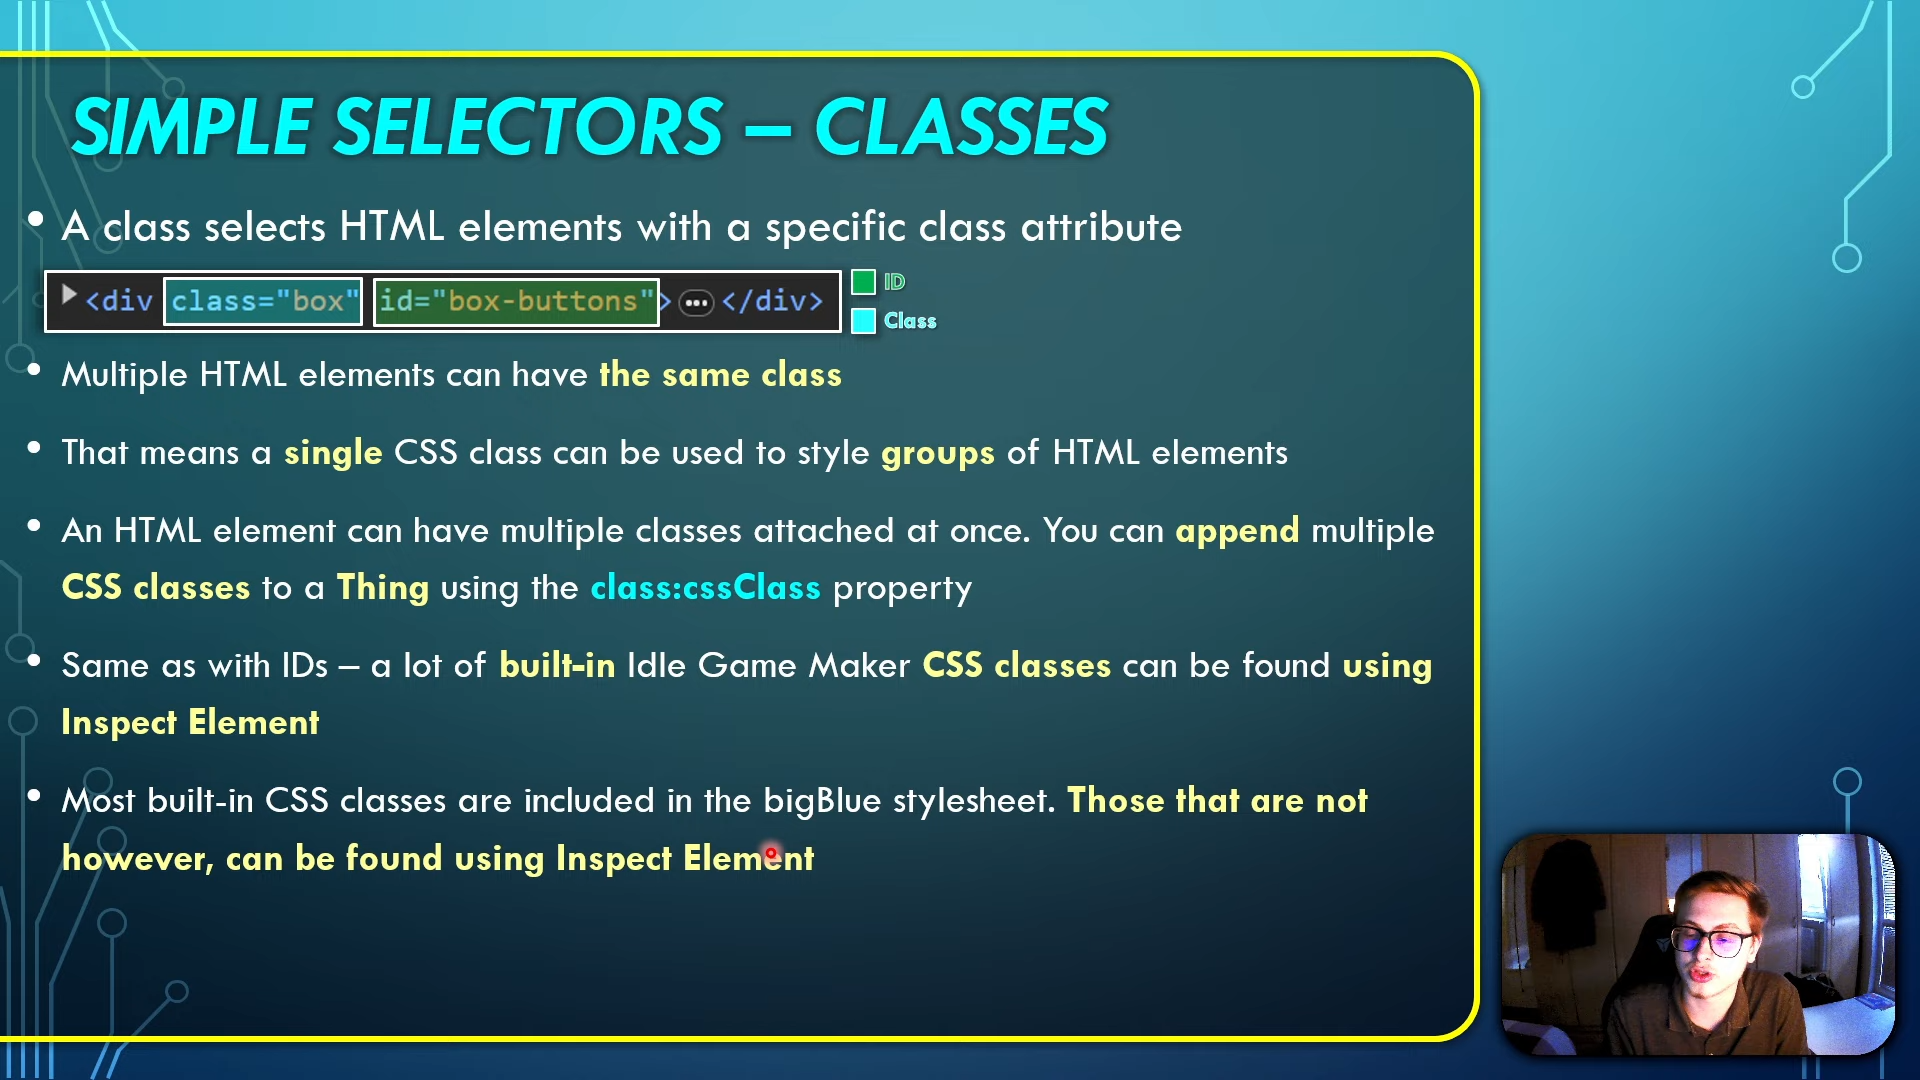 SIMPLE SELECTORS – CLASSES
• A class selects HTML elements with a specific class attribute
<div class="box" id="box-buttons">⋯</div>
ID
Class
• Multiple HTML elements can have the same class
• That means a single CSS class can be used to style groups of HTML elements
• An HTML element can have multiple classes attached at once. You can append multiple
CSS classes to a Thing using the class:cssClass property
• Same as with IDs – a lot of built-in Idle Game Maker CSS classes can be found using
Inspect Element
• Most built-in CSS classes are included in the bigBlue stylesheet. Those that are not
however, can be found using Inspect Element